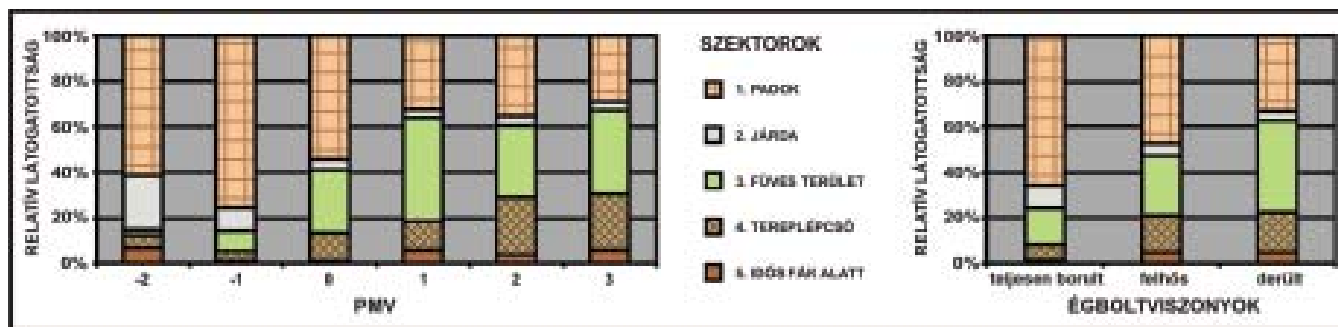 RELATÍV LÁTOGATOTTSÁG
100%
80%
60%
40%
20%
0%
-2 -1 0 1 2 3
PMV
SZEKTOROK
1. PADOK
2. JÁRDA
3. FÜVES TERÜLET
4. TEREPLÉPCSŐ
5. IDŐS FÁK ALATT
RELATÍV LÁTOGATOTTSÁG
100%
80%
60%
40%
20%
0%
teljesen borult felhős derült
ÉGBOLTVISZONYOK